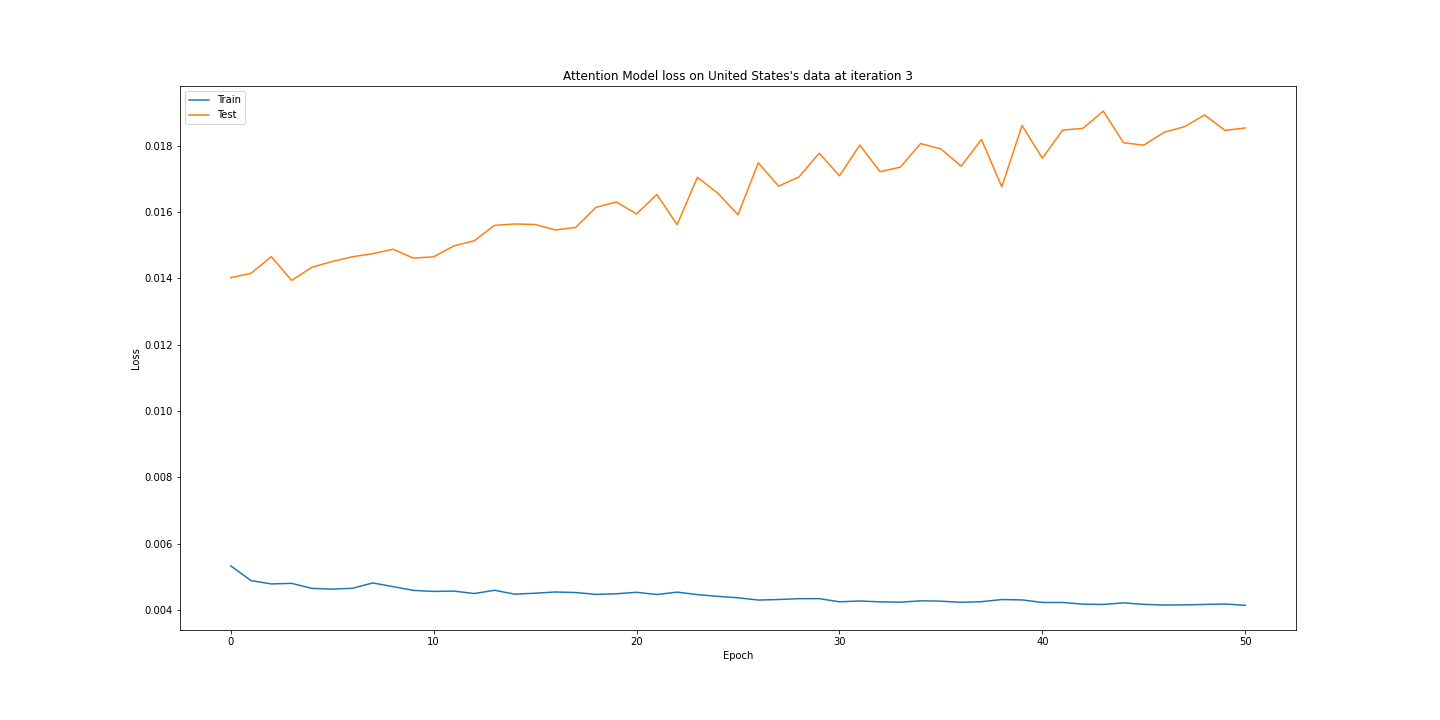 Attention Model loss on United States's data at iteration 3
Train
Test
0.018
0.016
0.014
0.012
0.010
0.008
0.006
0.004
Loss
0 10 20 30 40 50
Epoch